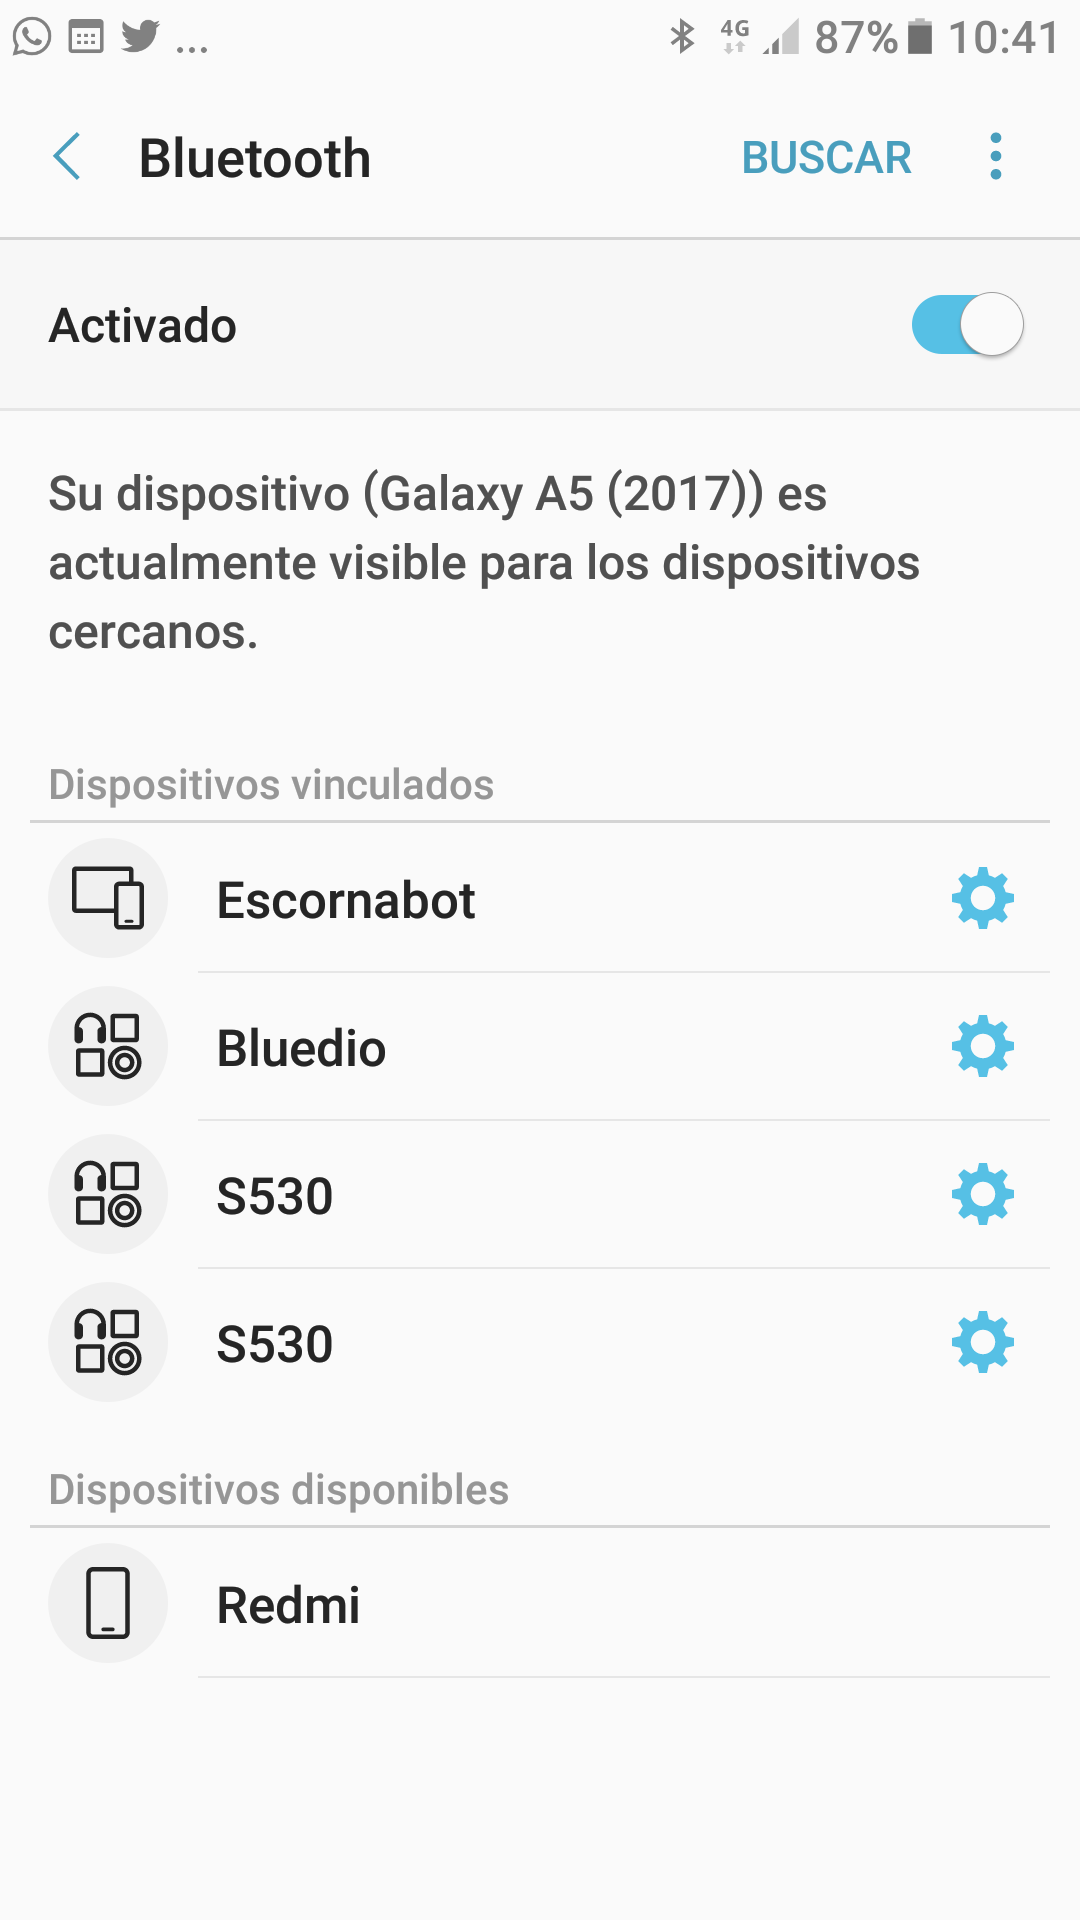 ... 4G 87% 10:41
Bluetooth BUSCAR
Activado
Su dispositivo (Galaxy A5 (2017)) es
actualmente visible para los dispositivos
cercanos.
Dispositivos vinculados
Escornabot
Bluedio
S530
S530
Dispositivos disponibles
Redmi